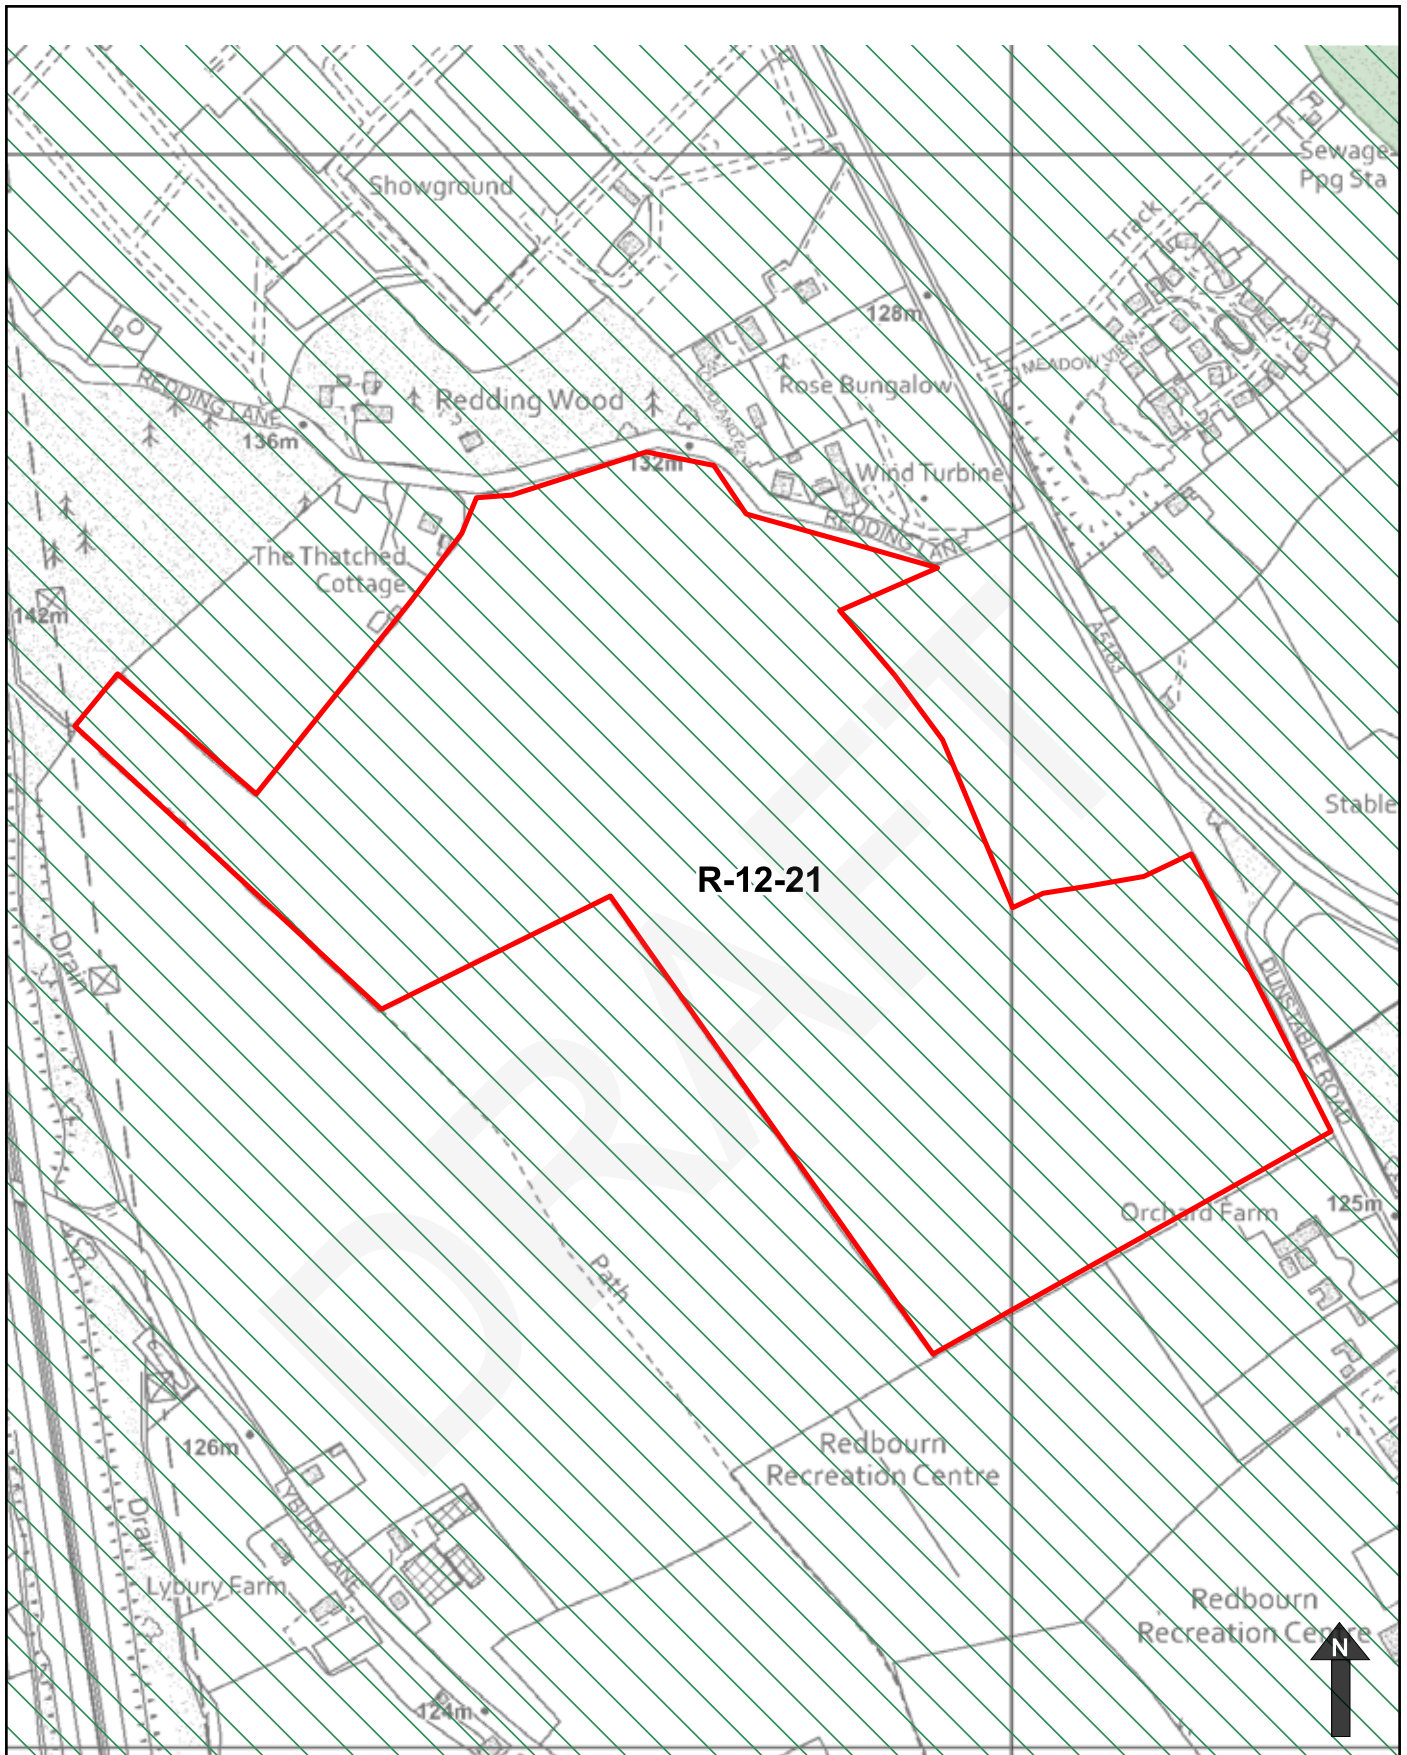 Sewage
Ppg Sta
Showground
Track
128m
MEADOW VIEW
REDDING LANE
Redding Wood
Rose Bungalow
136m
132m
Wind Turbine
REDDING LANE
The Thatched
Cottage
142m
A5183
Stable
R-12-21
Drain
DUNSTABLE ROAD
DRAFT
Orchard Farm
125m
Path
126m
Redbourn
Recreation Centre
LYBURY LANE
Drain
Lybury Farm
Redbourn
Recreation Centre
N
124m